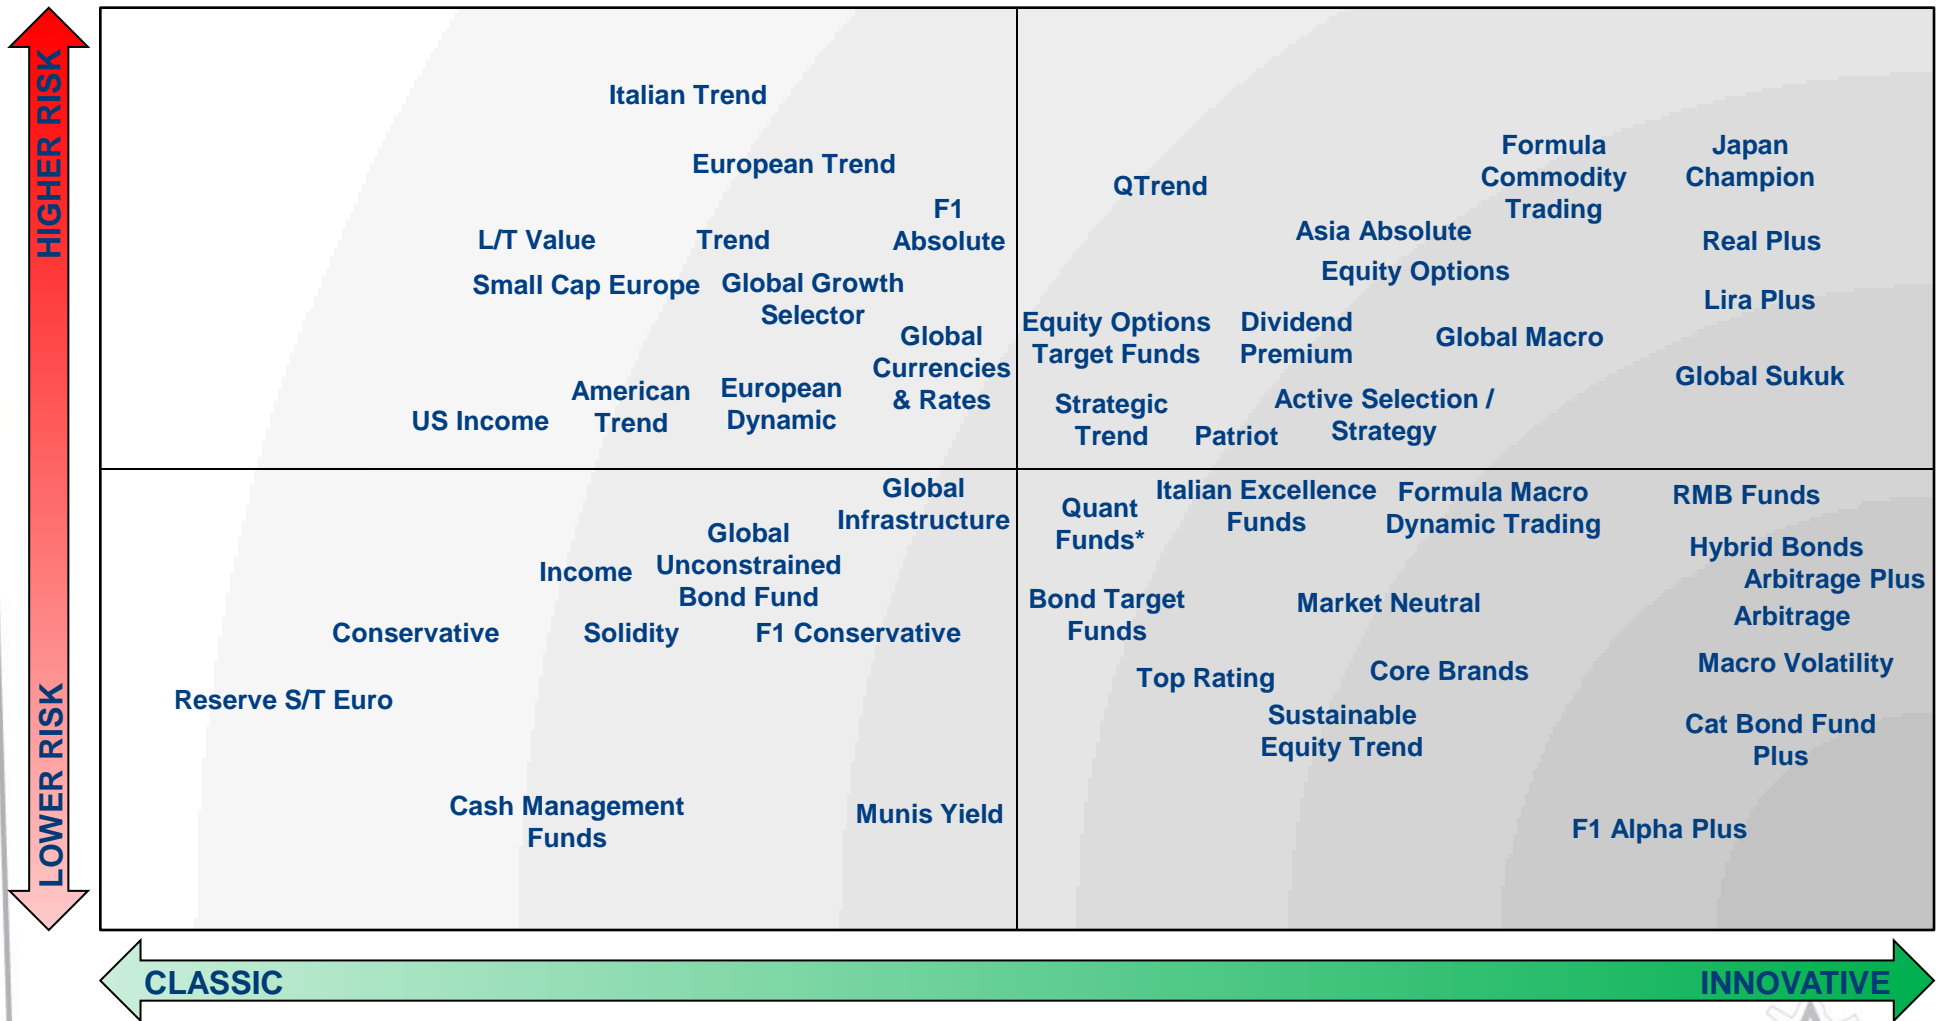 HIGHER RISK
LOWER RISK
Italian Trend
European Trend
F1
Absolute
L/T Value
Trend
Small Cap Europe
Global Growth
Selector
Global
Currencies
& Rates
American
Trend
European
Dynamic
US Income
QTrend
Formula
Commodity
Trading
Japan
Champion
Asia Absolute
Real Plus
Equity Options
Lira Plus
Equity Options
Target Funds
Dividend
Premium
Global Macro
Global Sukuk
Strategic
Trend
Patriot
Active Selection /
Strategy
Global
Infrastructure
Global
Unconstrained
Bond Fund
Income
Conservative
Solidity
F1 Conservative
Reserve S/T Euro
Cash Management
Funds
Munis Yield
Quant
Funds*
Italian Excellence
Funds
Formula Macro
Dynamic Trading
RMB Funds
Hybrid Bonds
Arbitrage Plus
Bond Target
Funds
Market Neutral
Arbitrage
Macro Volatility
Top Rating
Core Brands
Sustainable
Equity Trend
Cat Bond Fund
Plus
F1 Alpha Plus
CLASSIC
INNOVATIVE